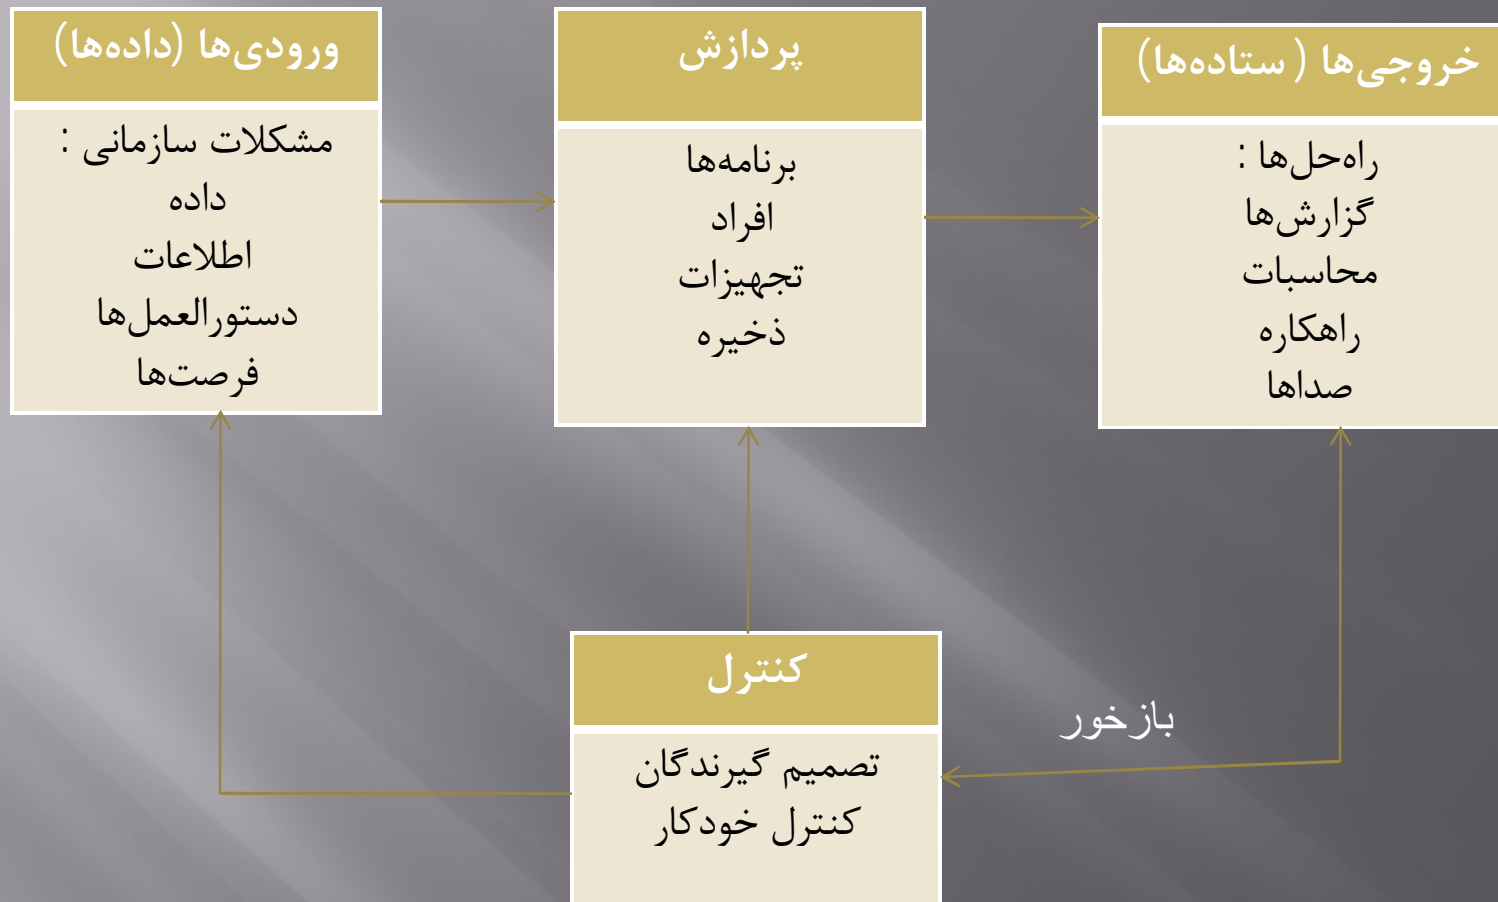 ورودی‌ها (داده‌ها)
مشکلات سازمانی :
داده
اطلاعات
دستورالعمل‌ها
فرصت‌ها
پردازش
برنامه‌ها
افراد
تجهیزات
ذخیره
خروجی‌ها ( ستاده‌ها)
راه‌حل‌ها :
گزارش‌ها
محاسبات
راهکاره
صداها
کنترل
تصمیم گیرندگان
کنترل خودکار
بازخور